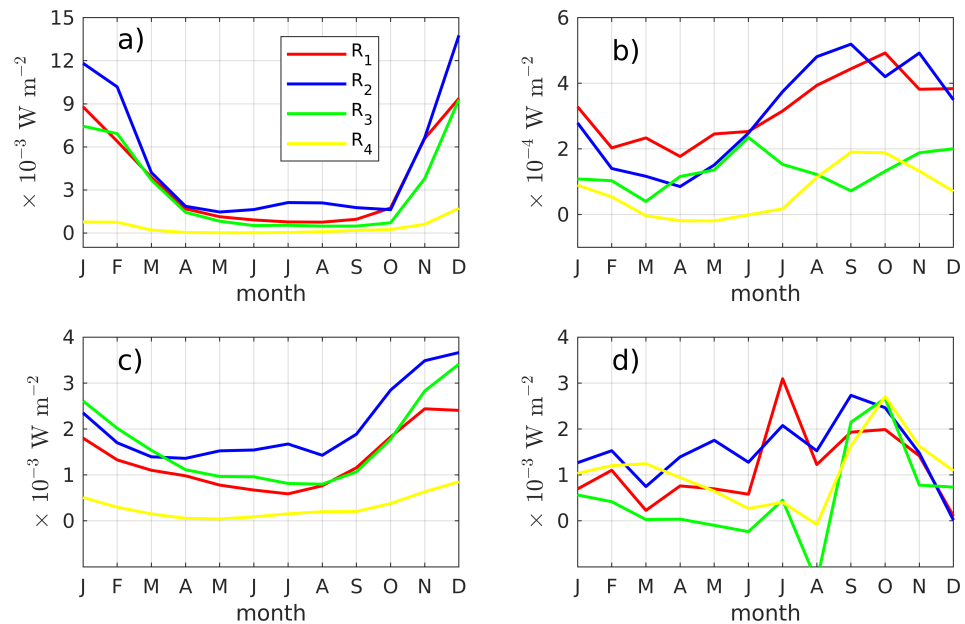 a)
R₁
R₂
R₃
R₄
15
12
9
6
3
0
× 10⁻³ W m⁻²
J F M A M J J A S O N D
month
b)
6
4
2
0
× 10⁻⁴ W m⁻²
J F M A M J J A S O N D
month
c)
4
3
2
1
0
× 10⁻³ W m⁻²
J F M A M J J A S O N D
month
d)
3
2
1
0
× 10⁻³ W m⁻²
J F M A M J J A S O N D
month